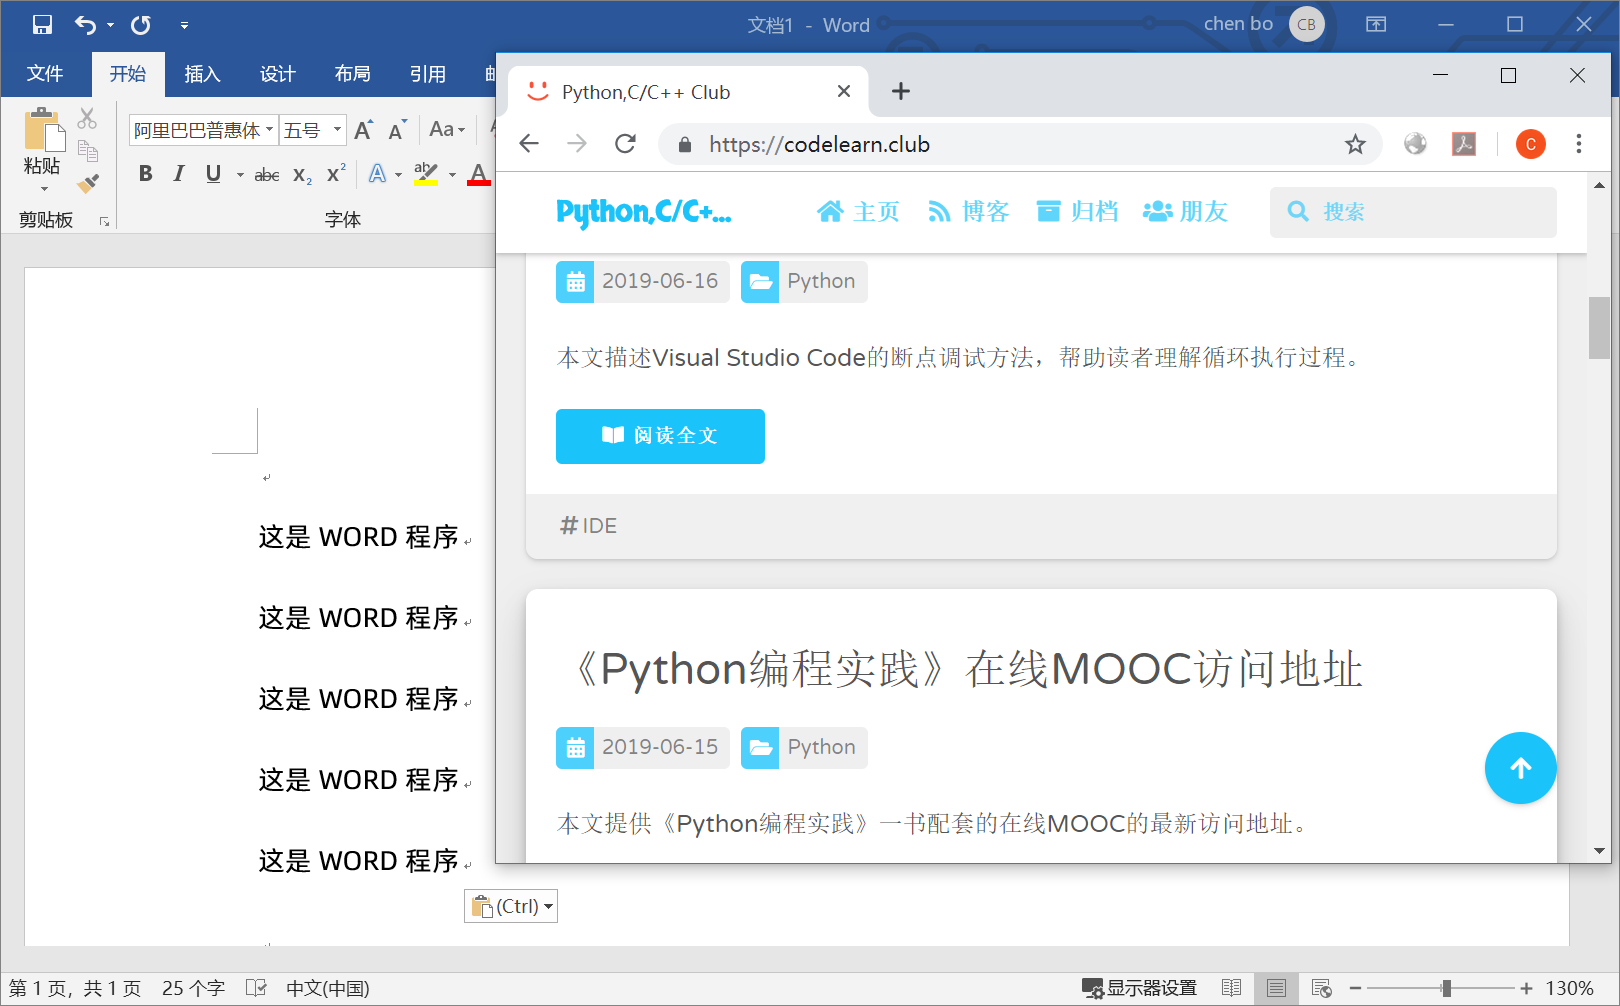 文档1 - Word
chen bo
CB
文件 开始 插入 设计 布局 引用
阿里巴巴普惠体 五号
Aa
粘贴
B I U abc X₂ X² A ab A
剪贴板
字体
Python,C/C++ Club
https://codelearn.club
C
Python,C/C+...
主页 博客 归档 朋友
搜索
2019-06-16 Python
本文描述Visual Studio Code的断点调试方法，帮助读者理解循环执行过程。
阅读全文
#IDE
《Python编程实践》在线MOOC访问地址
2019-06-15 Python
本文提供《Python编程实践》一书配套的在线MOOC的最新访问地址。
这是 WORD 程序
这是 WORD 程序
这是 WORD 程序
这是 WORD 程序
这是 WORD 程序
(Ctrl)
第 1 页，共 1 页 25 个字 中文(中国)
显示器设置
130%